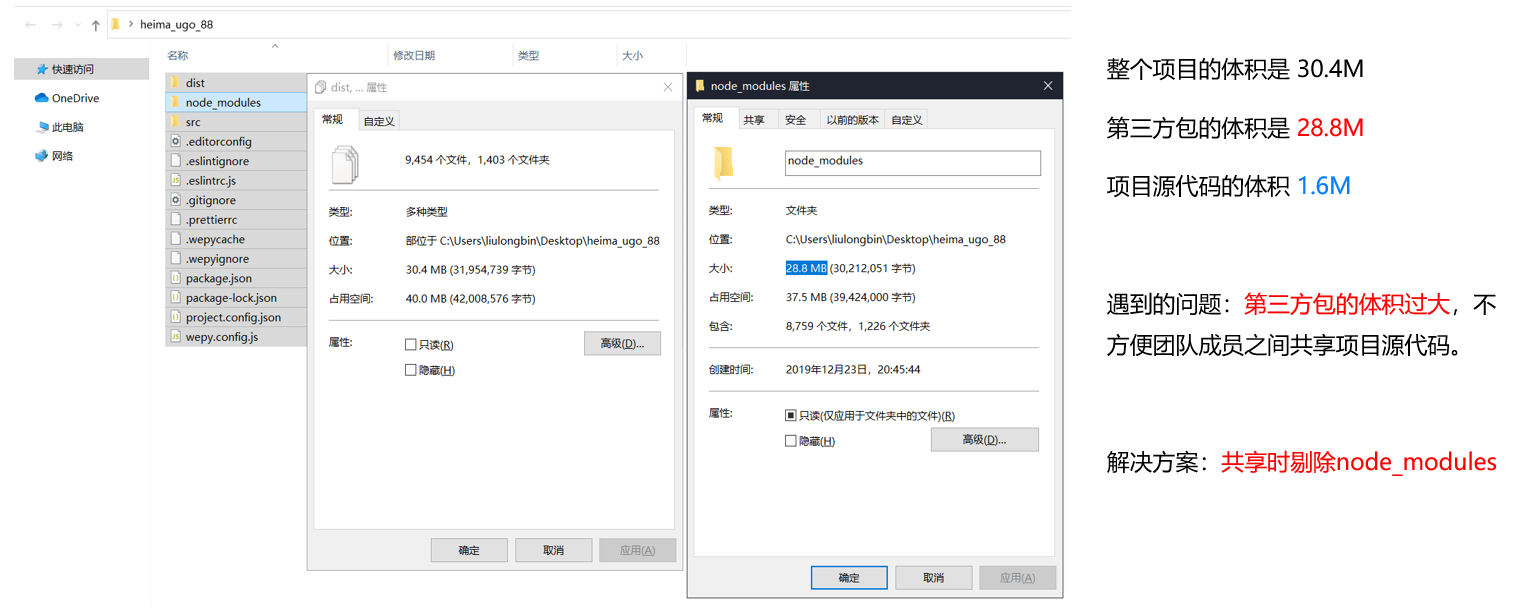 heima_ugo_88
名称
修改日期
类型
大小
快速访问
OneDrive
此电脑
网络
dist
node_modules
src
.editorconfig
.eslintignore
.eslintrc.js
.gitignore
.prettierrc
.wepycache
.wepyignore
package.json
package-lock.json
project.config.json
wepy.config.js
dist, ... 属性
常规
自定义
9,454 个文件，1,403 个文件夹
类型: 多种类型
位置: 部位于 C:\Users\liulongbin\Desktop\heima_ugo_88
大小: 30.4 MB (31,954,739 字节)
占用空间: 40.0 MB (42,008,576 字节)
属性: 只读(R)
高级(D)...
隐藏(H)
确定
取消
应用(A)
node_modules 属性
常规
共享
安全
以前的版本
自定义
node_modules
类型: 文件夹
位置: C:\Users\liulongbin\Desktop\heima_ugo_88
大小: 28.8 MB (30,212,051 字节)
占用空间: 37.5 MB (39,424,000 字节)
包含: 8,759 个文件，1,226 个文件夹
创建时间: 2019年12月23日，20:45:44
属性: 只读(仅应用于文件夹中的文件)(R)
隐藏(H)
高级(D)...
确定
取消
应用(A)
整个项目的体积是 30.4M
第三方包的体积是 28.8M
项目源代码的体积 1.6M
遇到的问题：第三方包的体积过大，不
方便团队成员之间共享项目源代码。
解决方案：共享时剔除node_modules